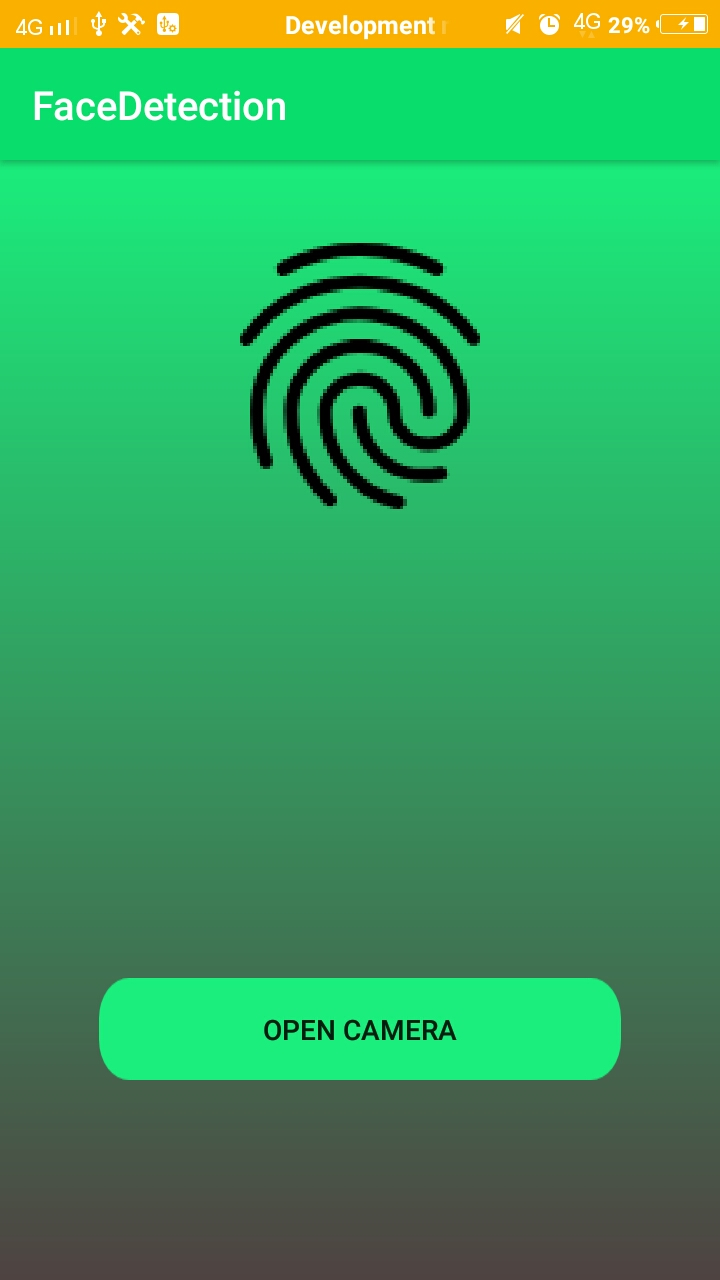 4G Development 4G 29%
FaceDetection
OPEN CAMERA